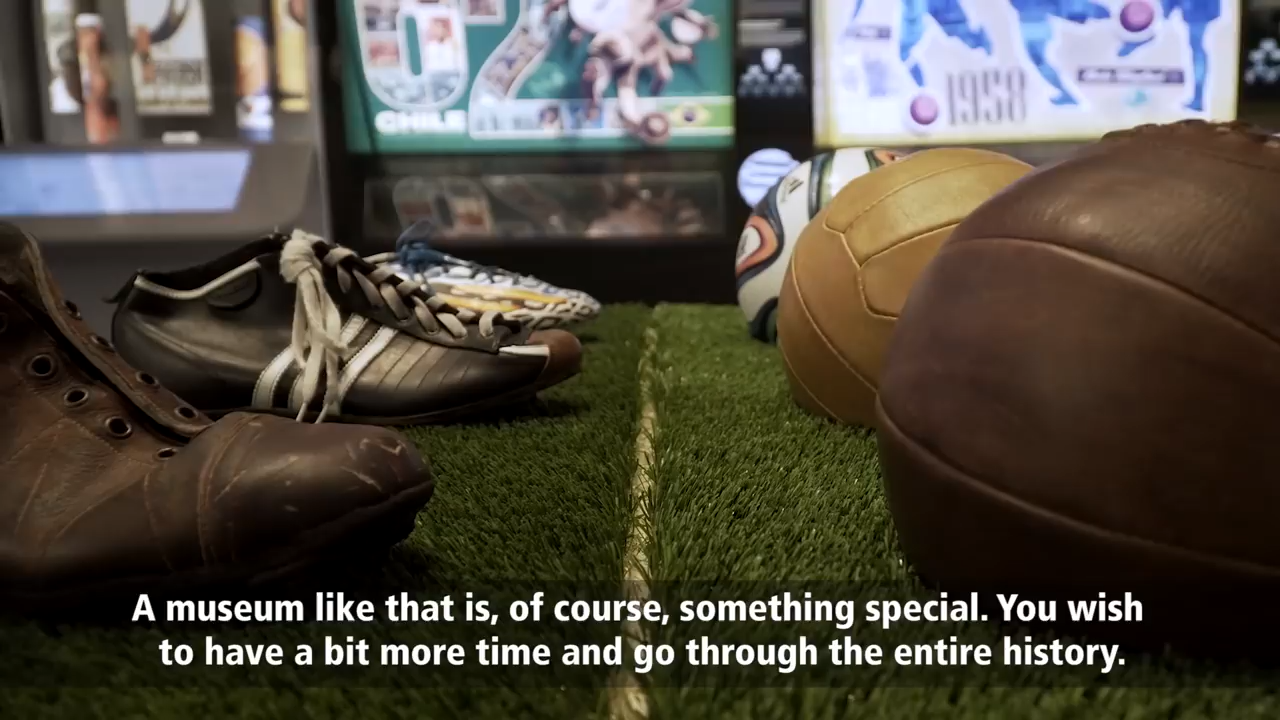 62
CHILE
1958
A museum like that is, of course, something special. You wish
to have a bit more time and go through the entire history.